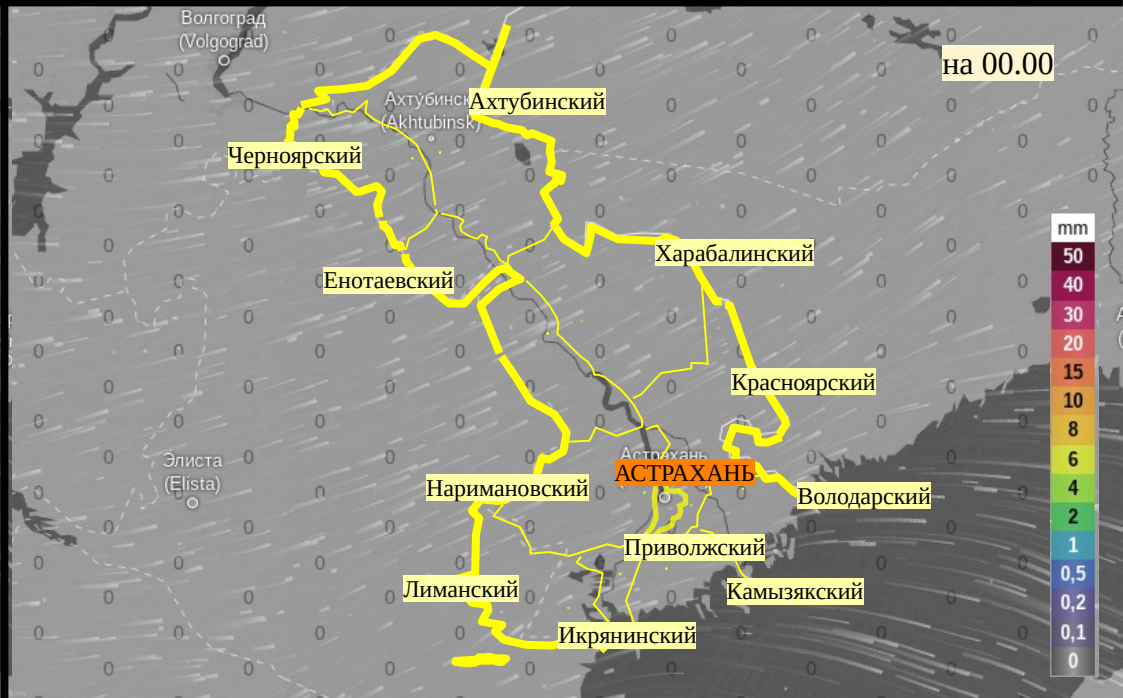 Волгоград
(Volgograd)
на 00.00
Ахтубинск
(Akhtubinsk)
Ахтубинский
Черноярский
mm
50
40
30
20
15
10
8
6
4
2
1
0,5
0,2
0,1
0
Харабалинский
Енотаевский
Красноярский
Элиста
(Elista)
Астрахань
АСТРАХАНЬ
Наримановский
Володарский
Приволжский
Лиманский
Камызякский
Икрянинский